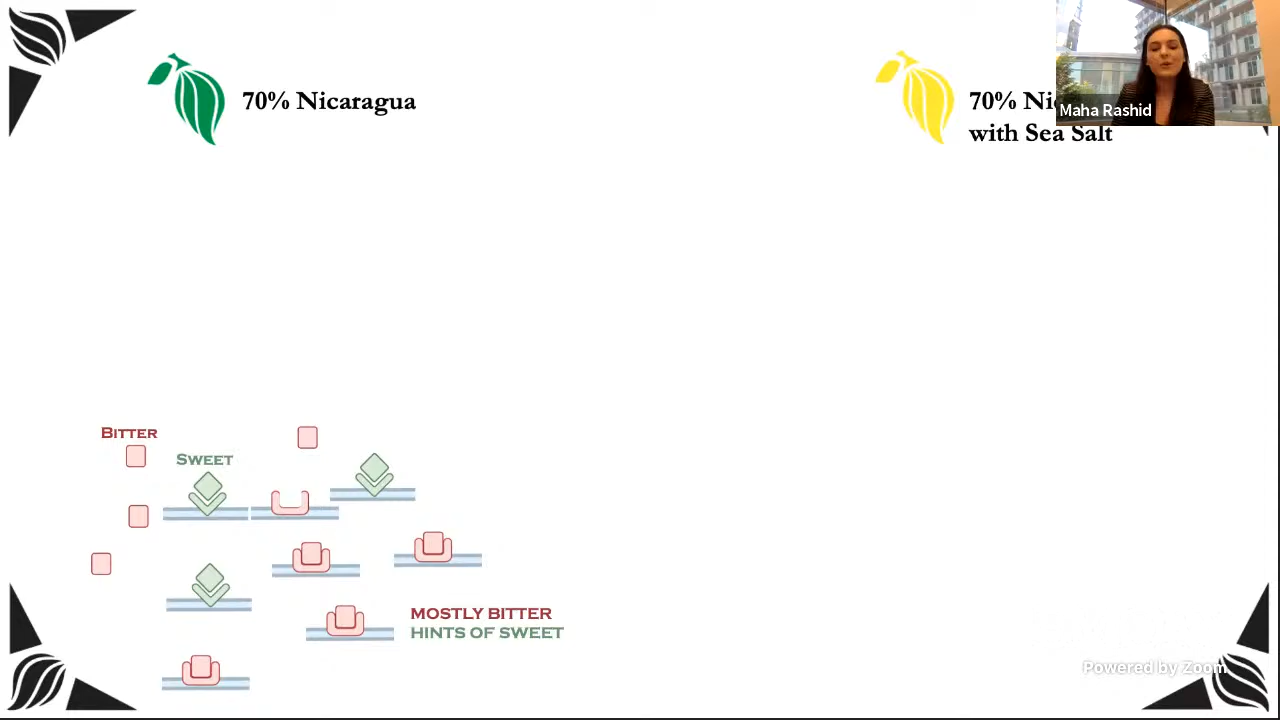 70% Nicaragua
70% Ni
with Sea Salt
Maha Rashid
BITTER
SWEET
MOSTLY BITTER
HINTS OF SWEET
Powered by Zoom